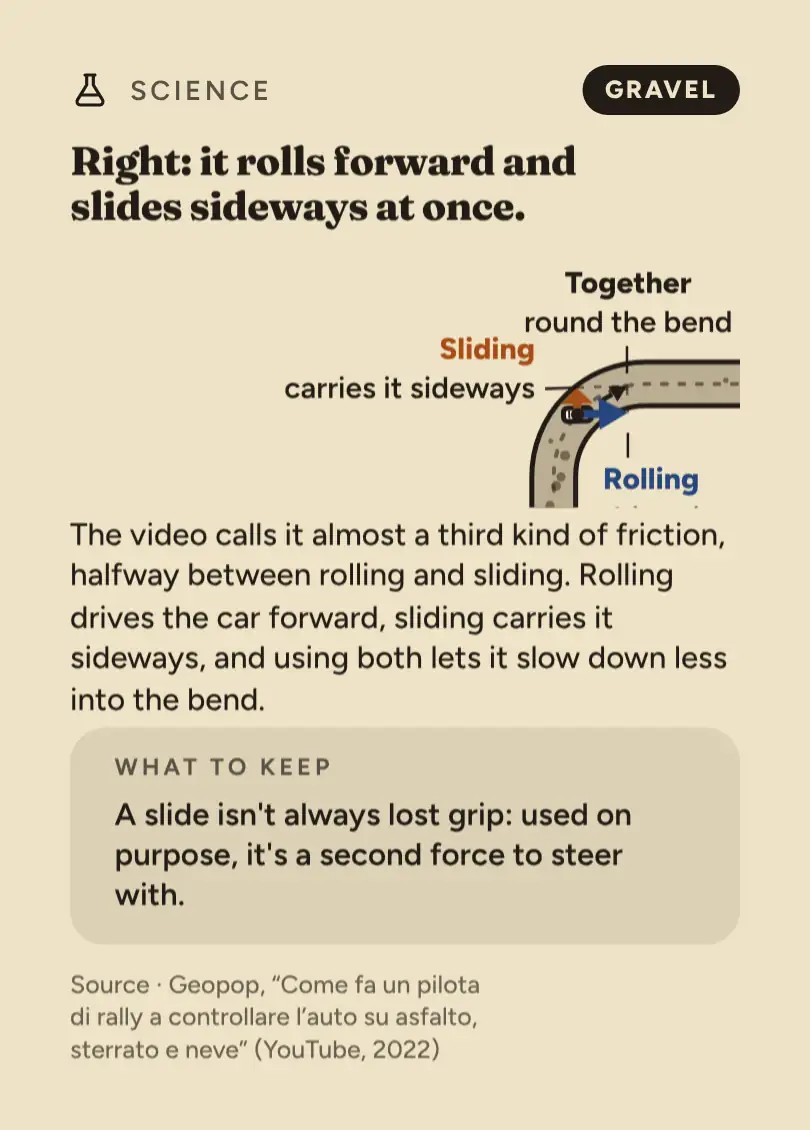 SCIENCE
GRAVEL
Right: it rolls forward and
slides sideways at once.
Together
round the bend
Sliding
carries it sideways
Rolling
The video calls it almost a third kind of friction,
halfway between rolling and sliding. Rolling
drives the car forward, sliding carries it
sideways, and using both lets it slow down less
into the bend.
WHAT TO KEEP
A slide isn't always lost grip: used on
purpose, it's a second force to steer
with.
Source · Geopop, “Come fa un pilota
di rally a controllare l’auto su asfalto,
sterrato e neve” (YouTube, 2022)